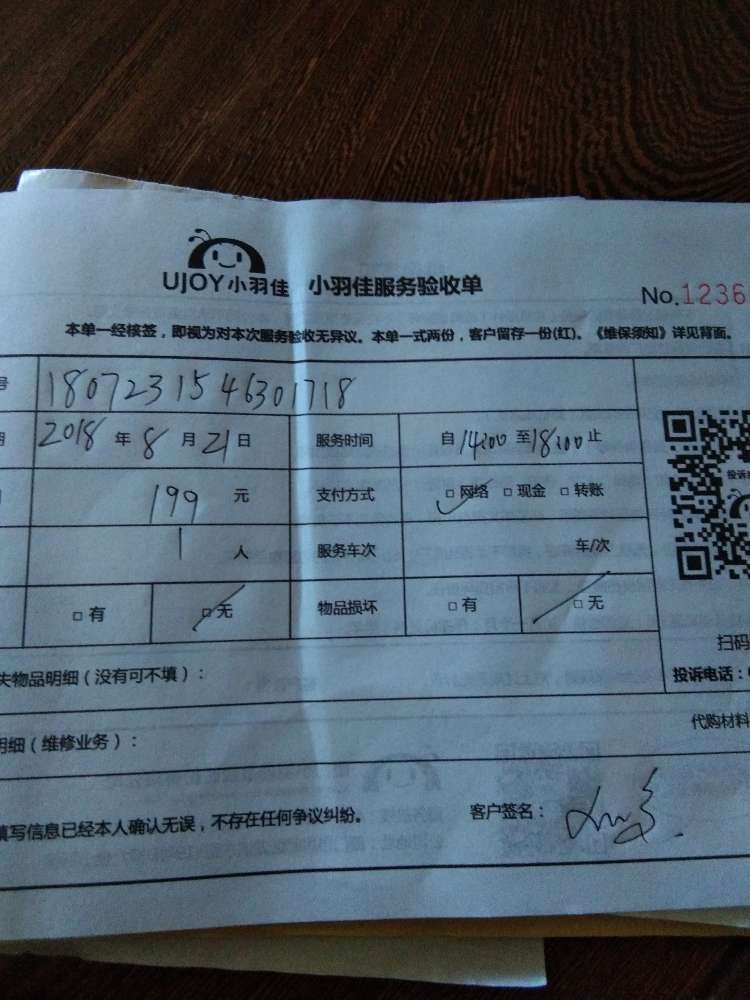 UJOY小羽佳 小羽佳服务验收单
No.1236
本单一经核签，即视为对本次服务验收无异议。本单一式两份，客户留存一份(红)。《维保须知》详见背面。
号 1807231546301718
2018 年 8 月 21 日 服务时间 自 14:00 至 18:00 止
199 元 支付方式 □网络 □现金 □转账
投诉
1 人 服务车次 车/次
□有 □无 物品损坏 □有 □无
扫码
失物品明细（没有可不填）：
投诉电话：
明细（维修业务）：
代购材料
填写信息已经本人确认无误，不存在任何争议纠纷。 客户签名：